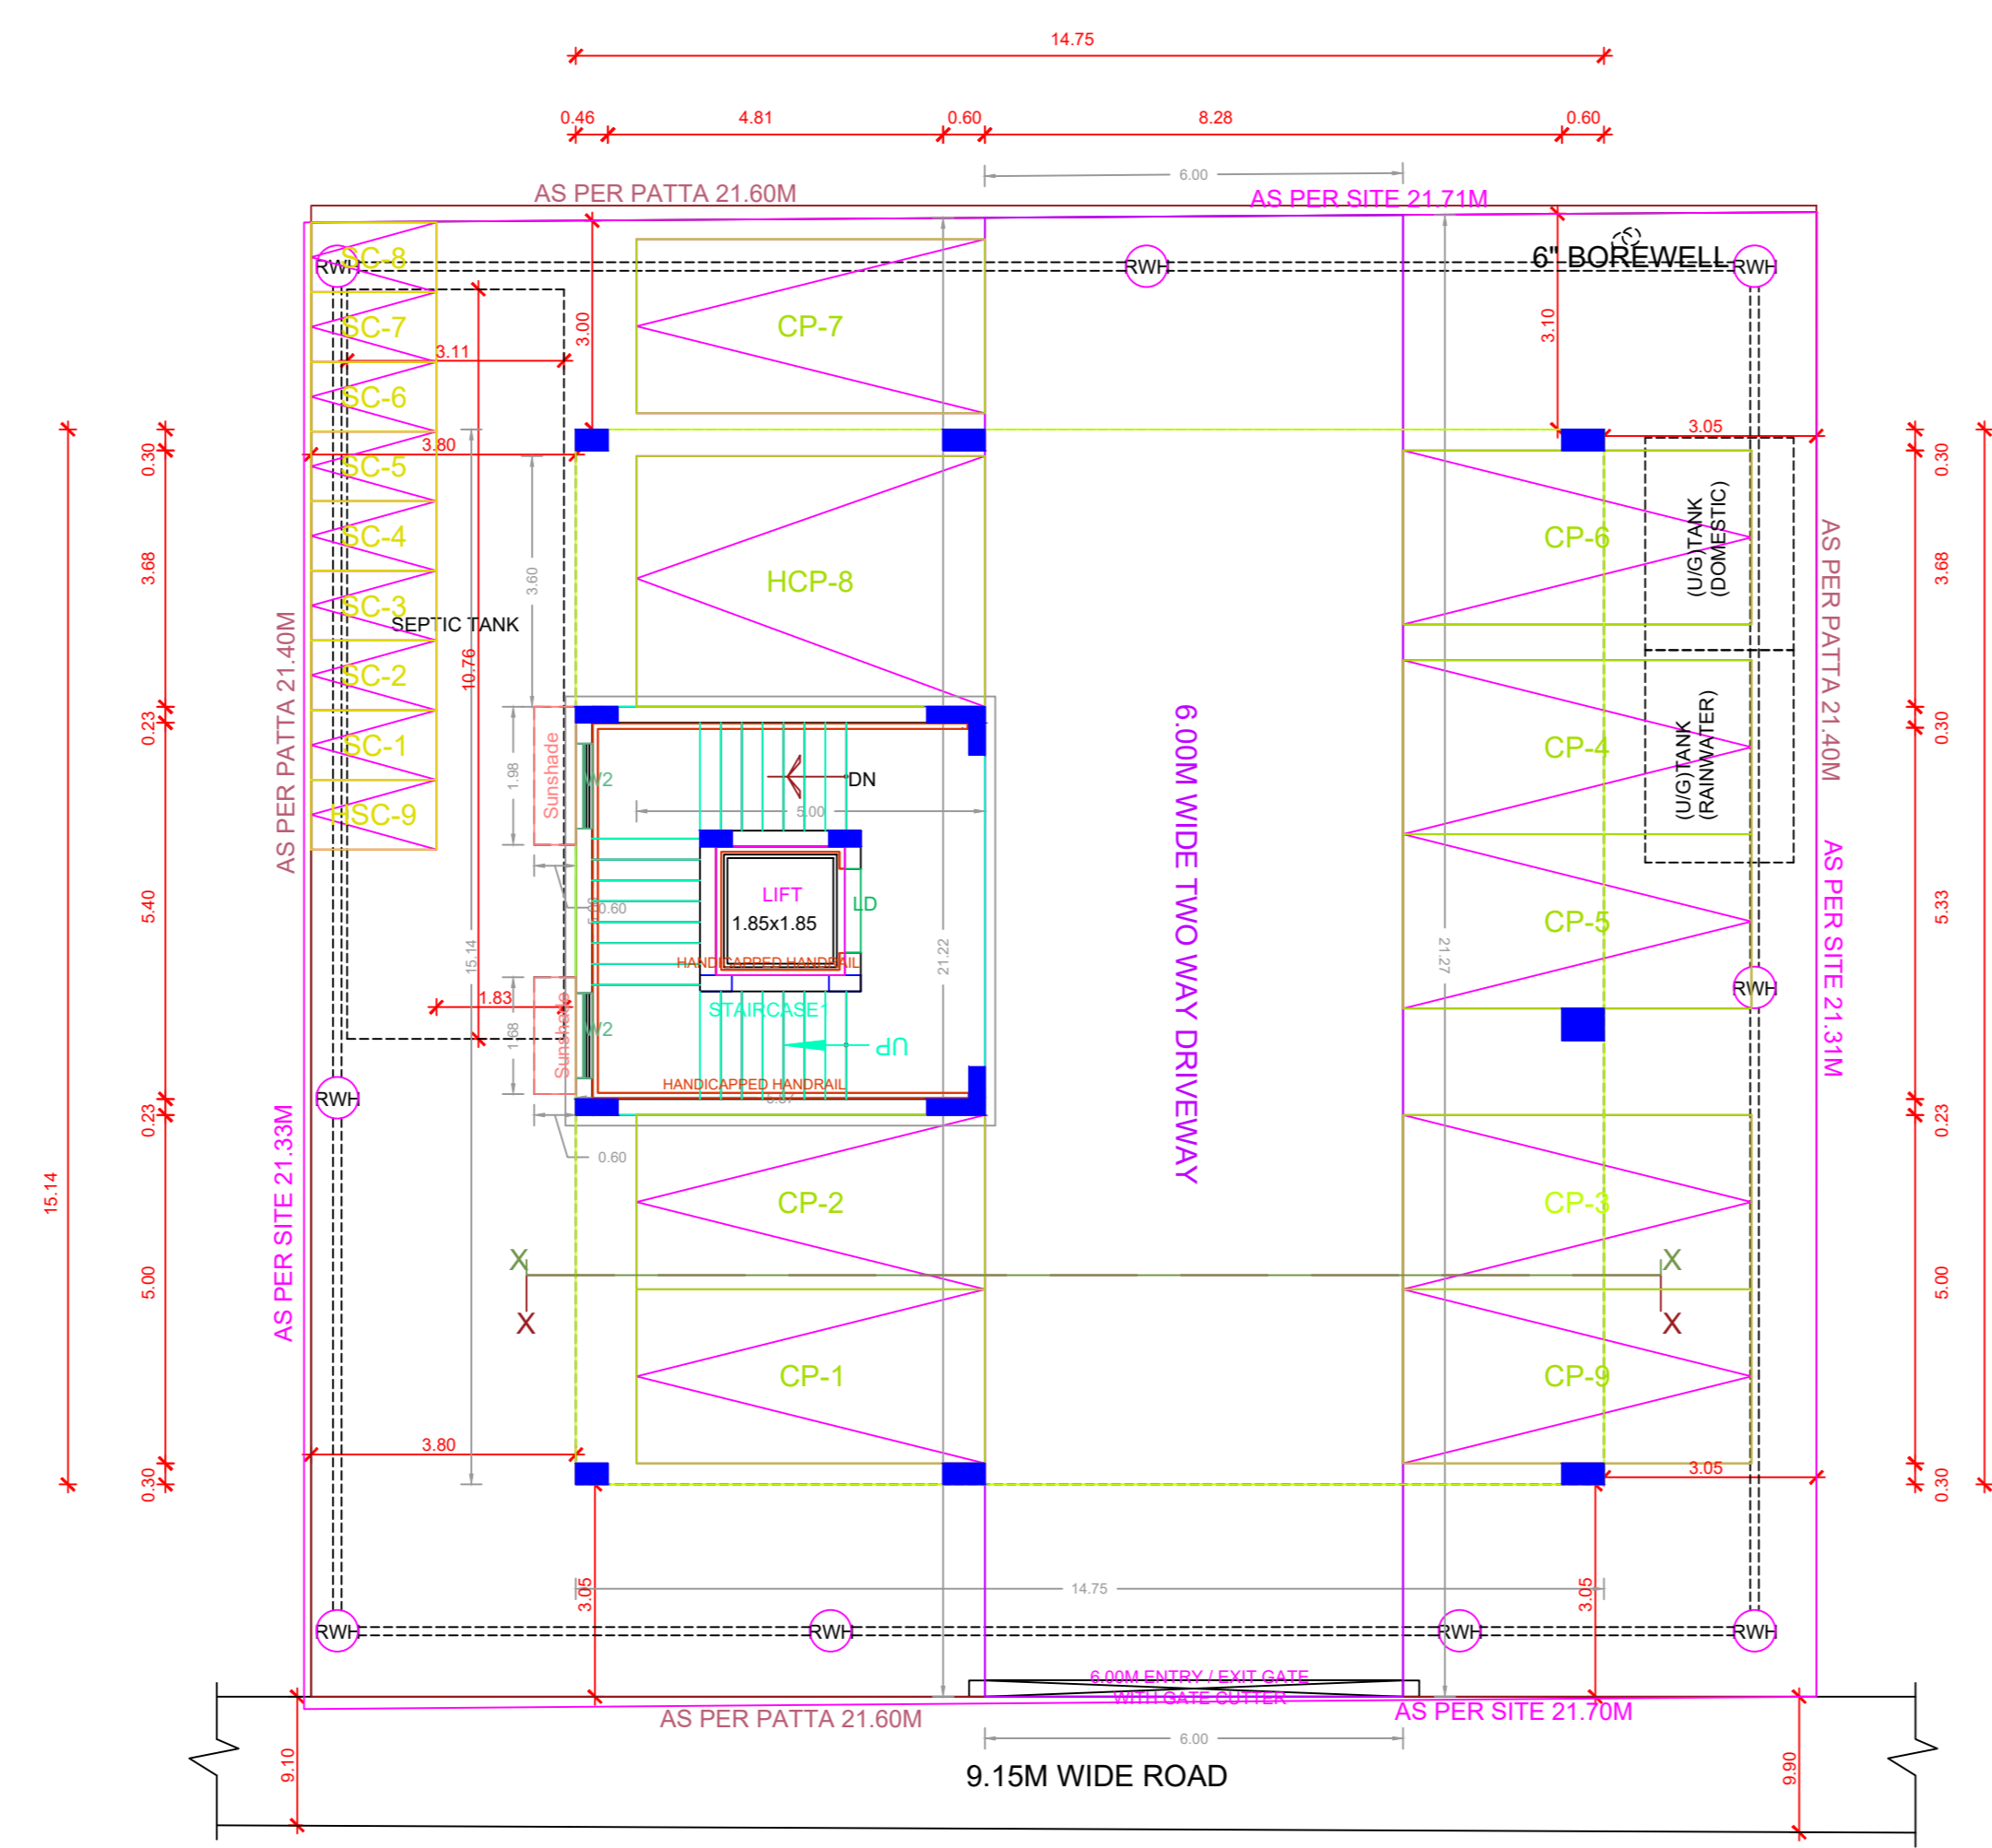 14.75
0.46
4.81
0.60
8.28
0.60
6.00
AS PER PATTA 21.60M
AS PER SITE 21.71M
SC-8
RWH
RWH
6" BOREWELL
RWH
SC-7
3.11
3.00
CP-7
3.10
SC-6
3.80
SC-5
3.05
0.30
0.30
SC-4
3.68
3.60
HCP-8
CP-6
(U/G)TANK
(DOMESTIC)
3.68
SC-3
SEPTIC TANK
AS PER PATTA 21.40M
AS PER PATTA 21.40M
SC-2
10.76
0.23
0.30
SC-1
1.98
Sunshade
W2
DN
5.00
6.00M WIDE TWO WAY DRIVEWAY
CP-4
(U/G)TANK
(RAINWATER)
HSC-9
LIFT
1.85x1.85
LD
0.60
5.40
5.33
CP-5
15.14
21.22
21.27
HANDICAPPED HANDRAIL
AS PER SITE 21.31M
RWH
1.83
STAIRCASE1
1.68
Sunshade
W2
UP
HANDICAPPED HANDRAIL
RWH
0.23
0.23
0.60
15.14
AS PER SITE 21.33M
CP-2
CP-3
X
X
5.00
5.00
X
X
CP-1
CP-9
3.80
3.05
0.30
0.30
3.05
14.75
3.05
RWH
RWH
RWH
RWH
6.00M ENTRY / EXIT GATE
WITH GATE CUTTER
AS PER PATTA 21.60M
AS PER SITE 21.70M
6.00
9.10
9.15M WIDE ROAD
9.90